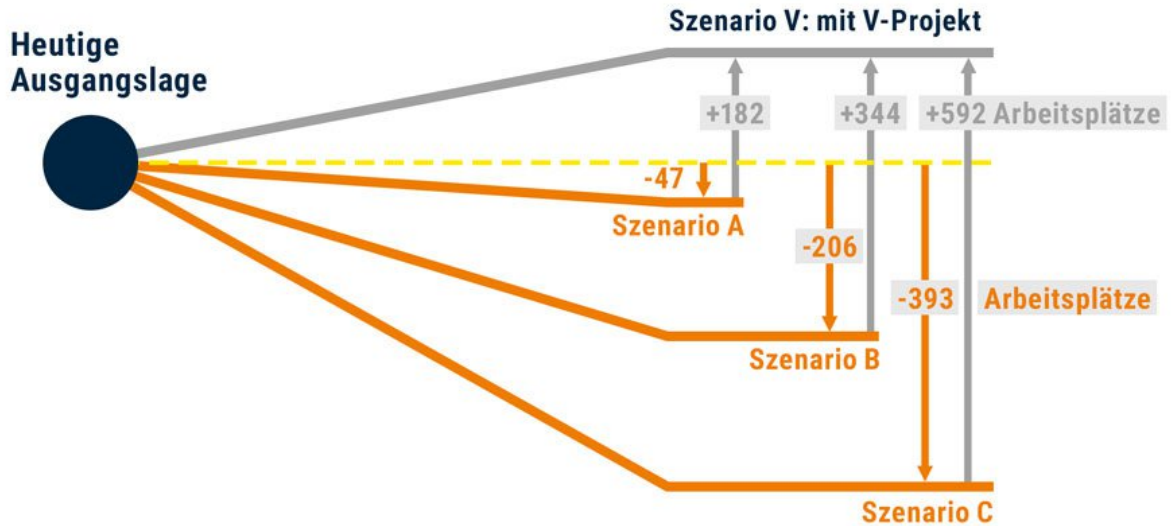 Szenario V: mit V-Projekt
Heutige
Ausgangslage
+182
+344
+592 Arbeitsplätze
-47
Szenario A
-206
-393
Arbeitsplätze
Szenario B
Szenario C